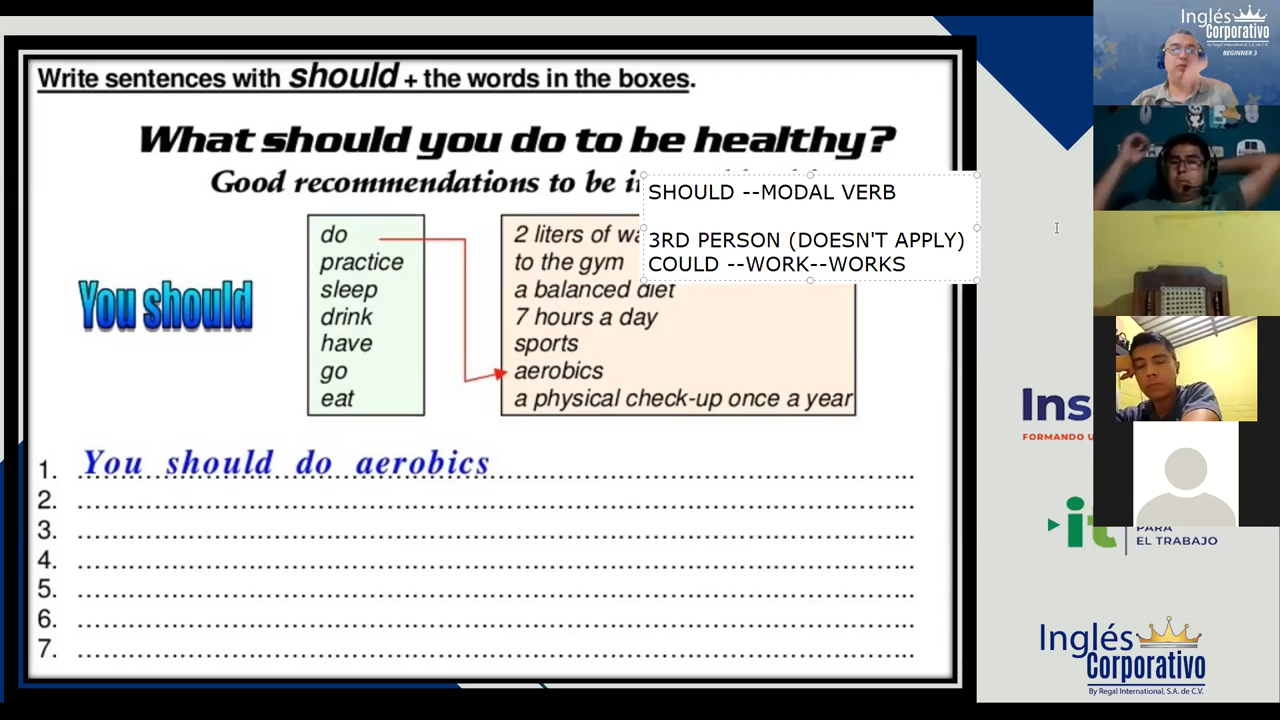 Write sentences with should + the words in the boxes.
What should you do to be healthy?
Good recommendations to be
SHOULD --MODAL VERB
3RD PERSON (DOESN'T APPLY)
COULD --WORK--WORKS
You should
do
practice
sleep
drink
have
go
eat
2 liters of
to the gym
a balanced diet
7 hours a day
sports
aerobics
a physical check-up once a year
1. You should do aerobics
2.
3.
4.
5.
6.
7.
Inglés
Corporativo
By Regal International, S.A. de C.V.
BEGINNER 3
Ins
FORMANDO U
it
PARA
EL TRABAJO
Inglés
Corporativo
By Regal International, S.A. de C.V.